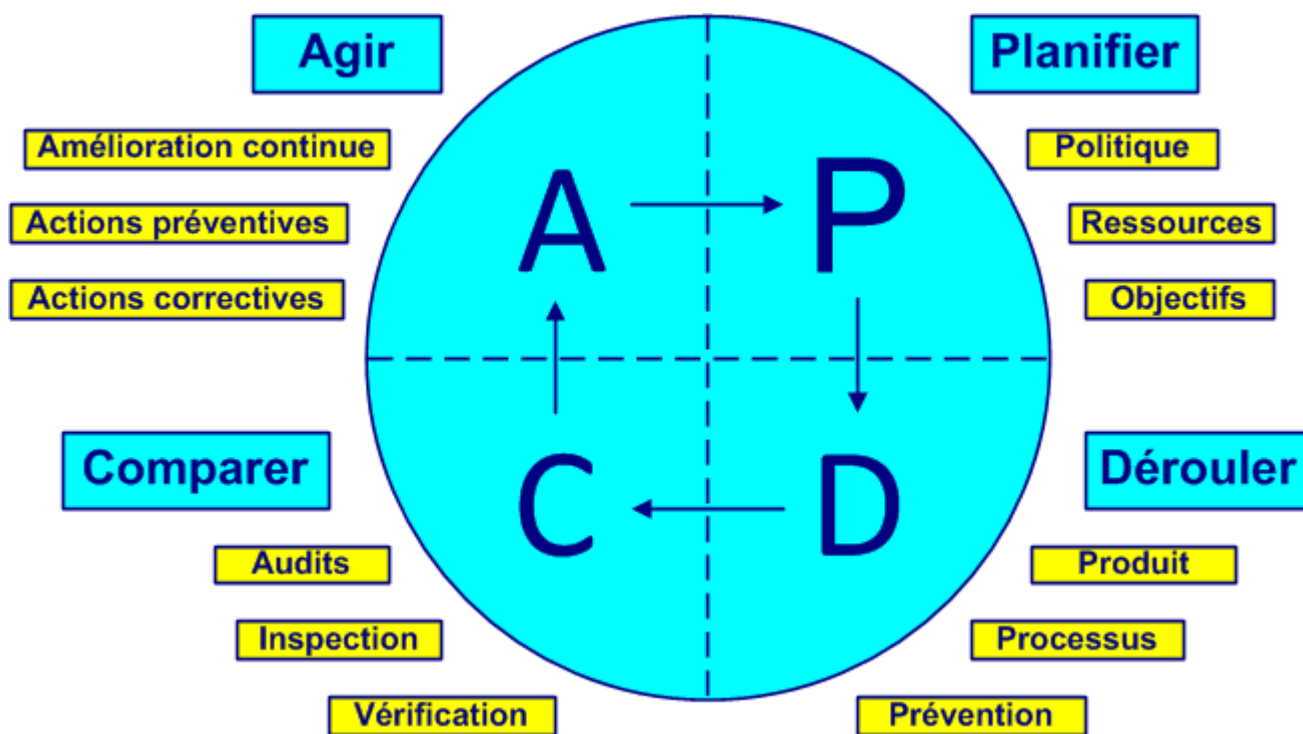 Agir
Planifier
Amélioration continue
Politique
Actions préventives
Ressources
Actions correctives
Objectifs
A
P
Comparer
Dérouler
C
D
Audits
Produit
Inspection
Processus
Vérification
Prévention